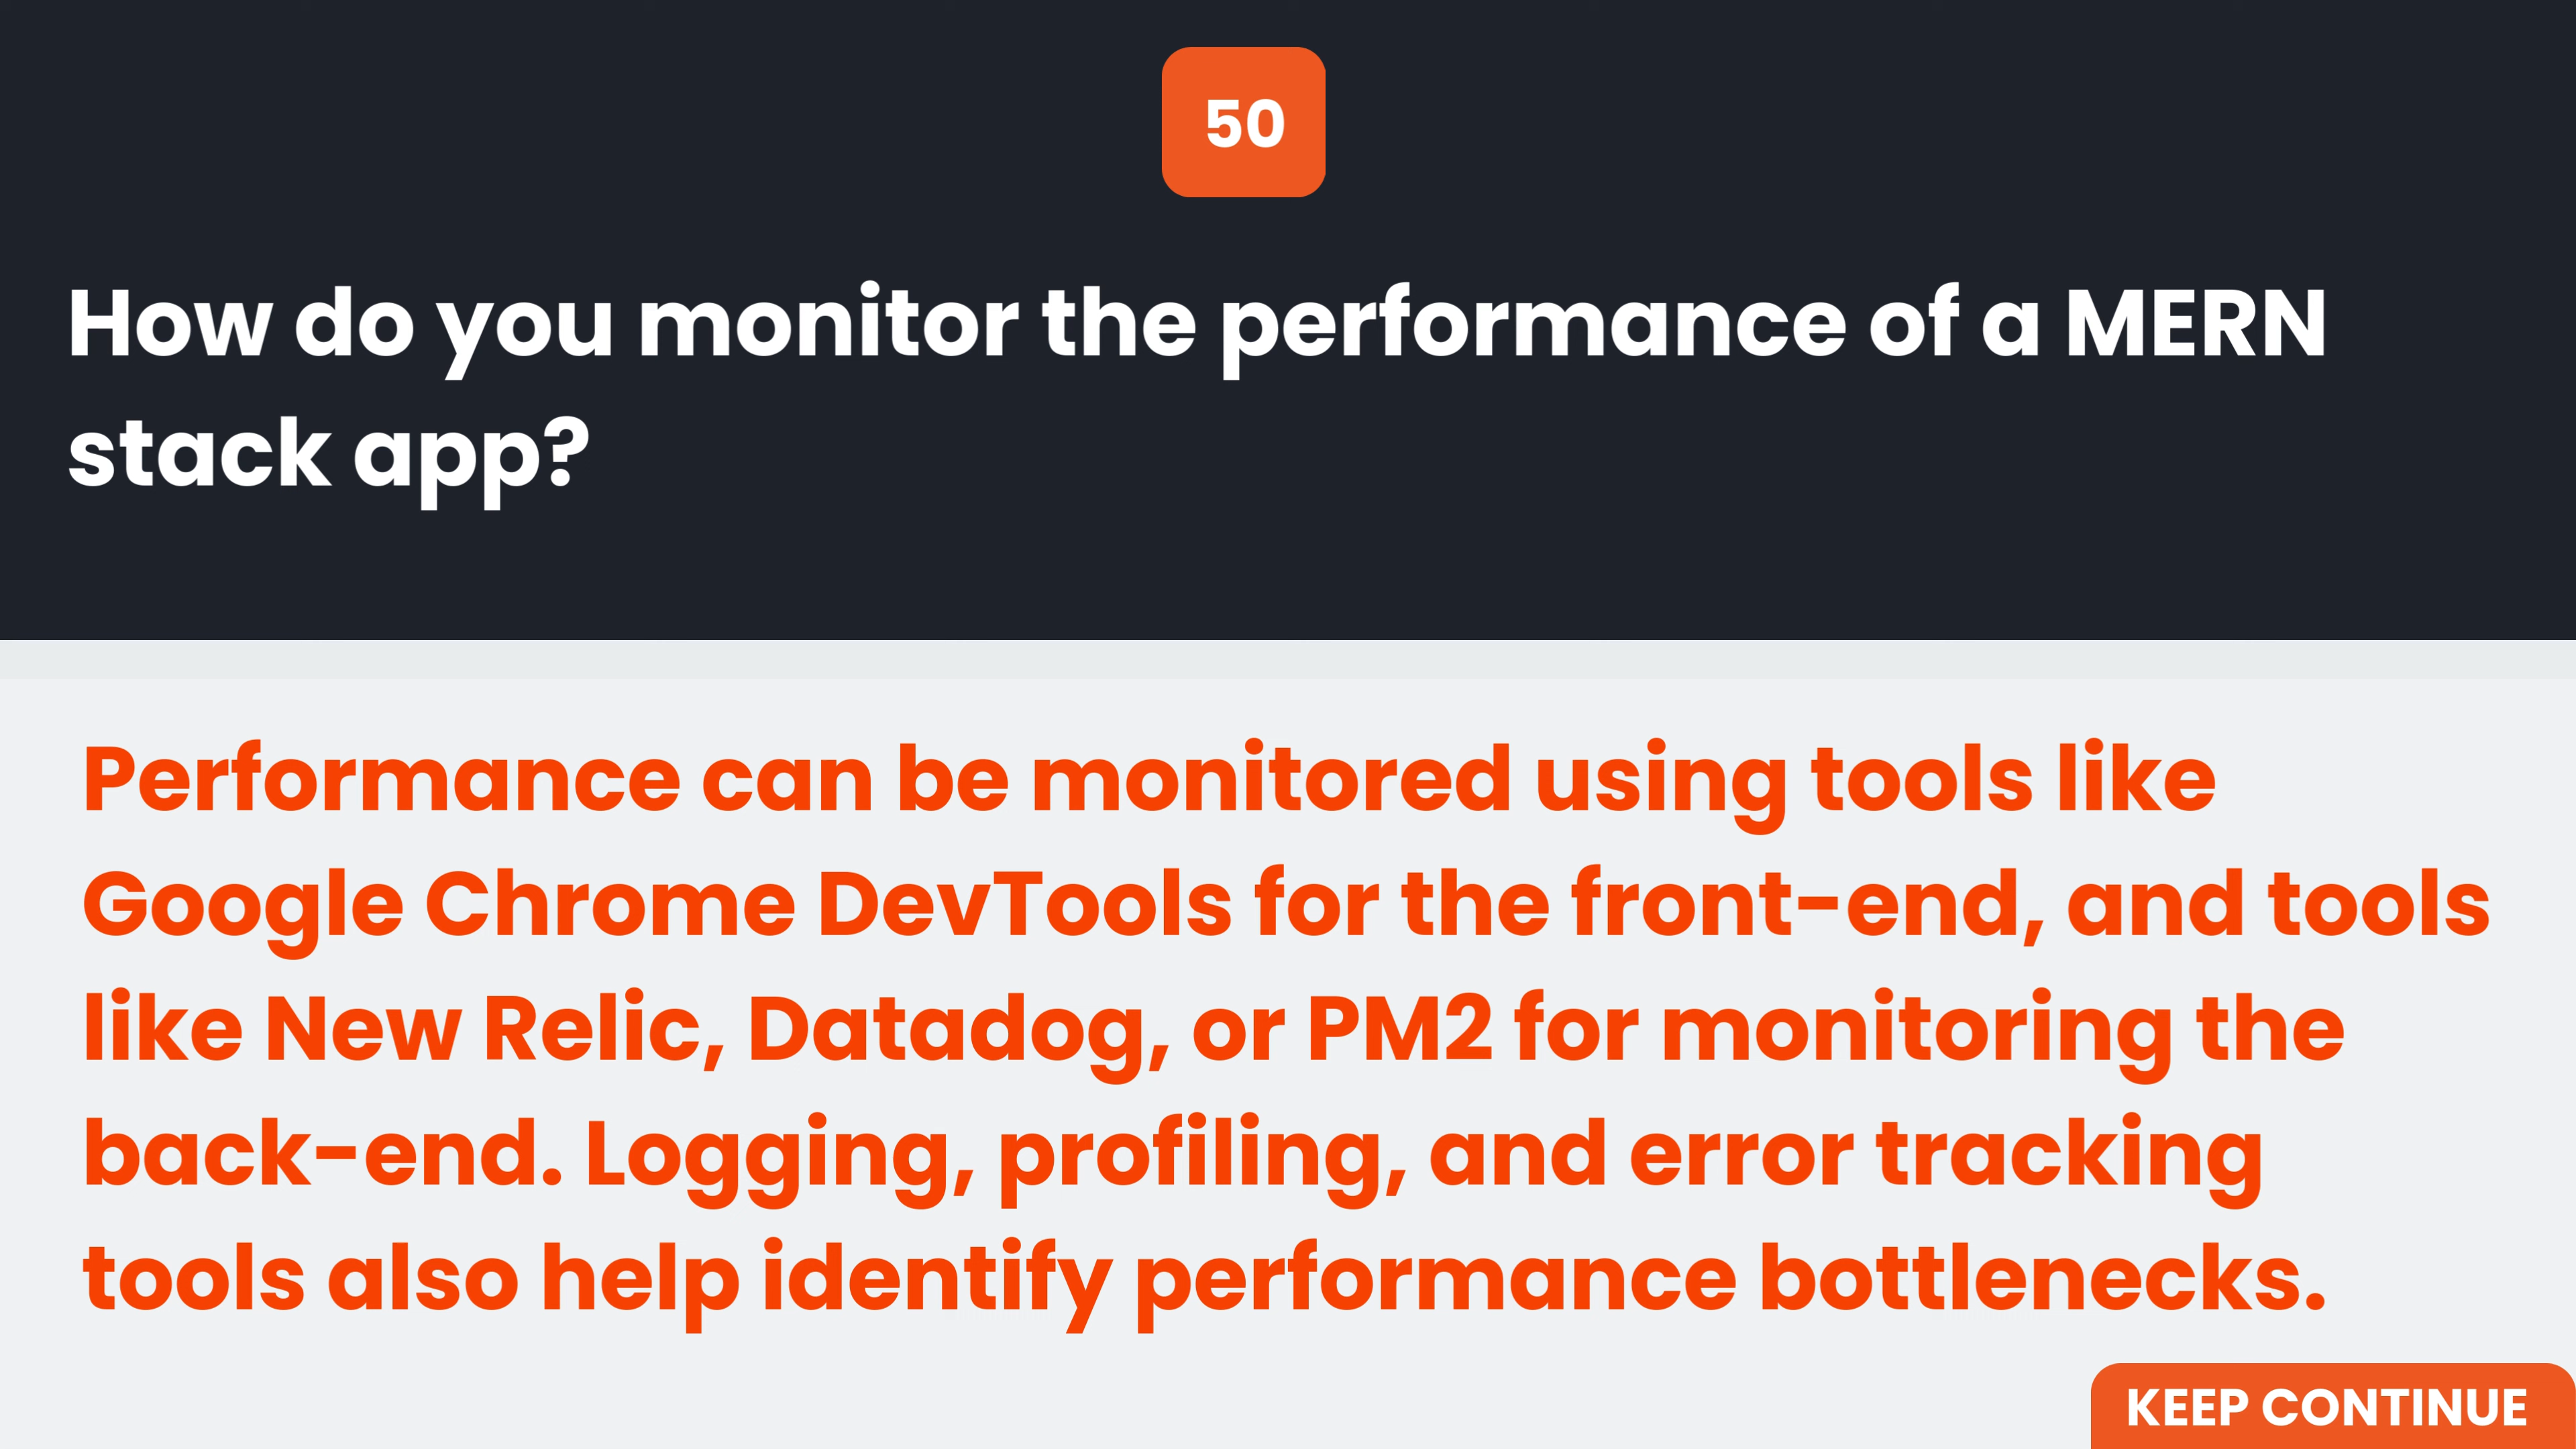 50
How do you monitor the performance of a MERN
stack app?
Performance can be monitored using tools like
Google Chrome DevTools for the front-end, and tools
like New Relic, Datadog, or PM2 for monitoring the
back-end. Logging, profiling, and error tracking
tools also help identify performance bottlenecks.
KEEP CONTINUE